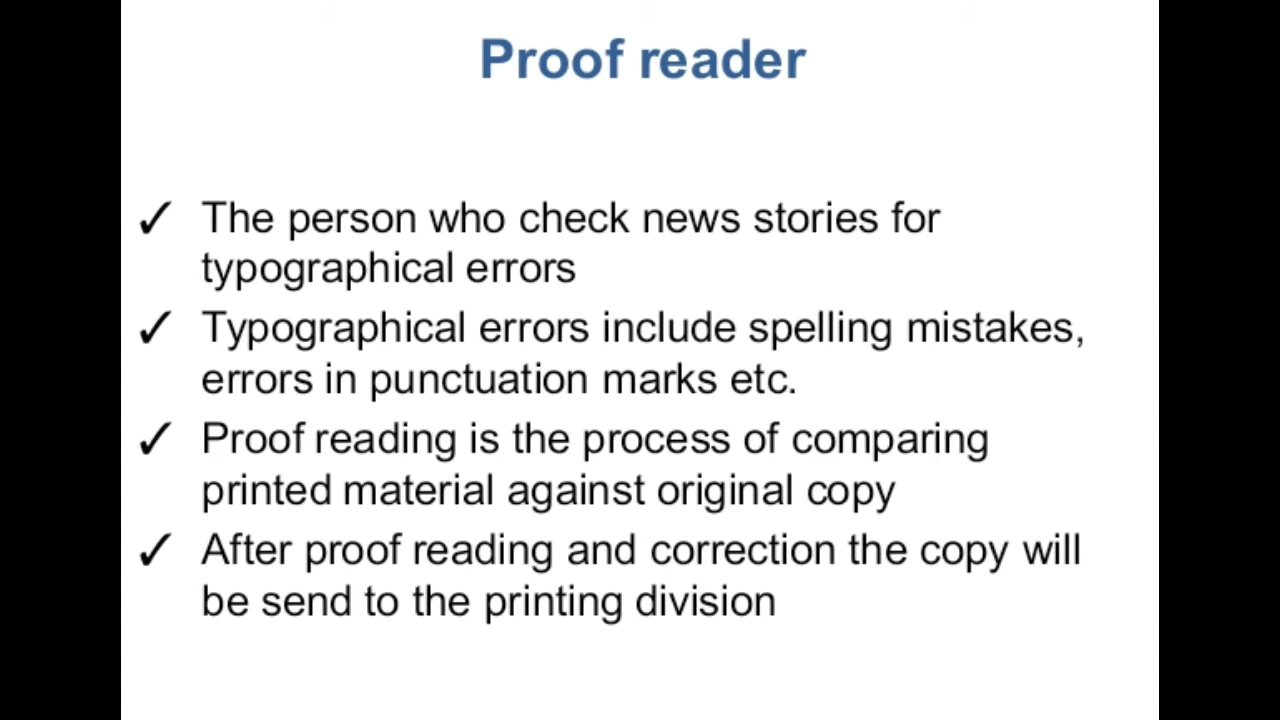 Proof reader
✓ The person who check news stories for
typographical errors
✓ Typographical errors include spelling mistakes,
errors in punctuation marks etc.
✓ Proof reading is the process of comparing
printed material against original copy
✓ After proof reading and correction the copy will
be send to the printing division